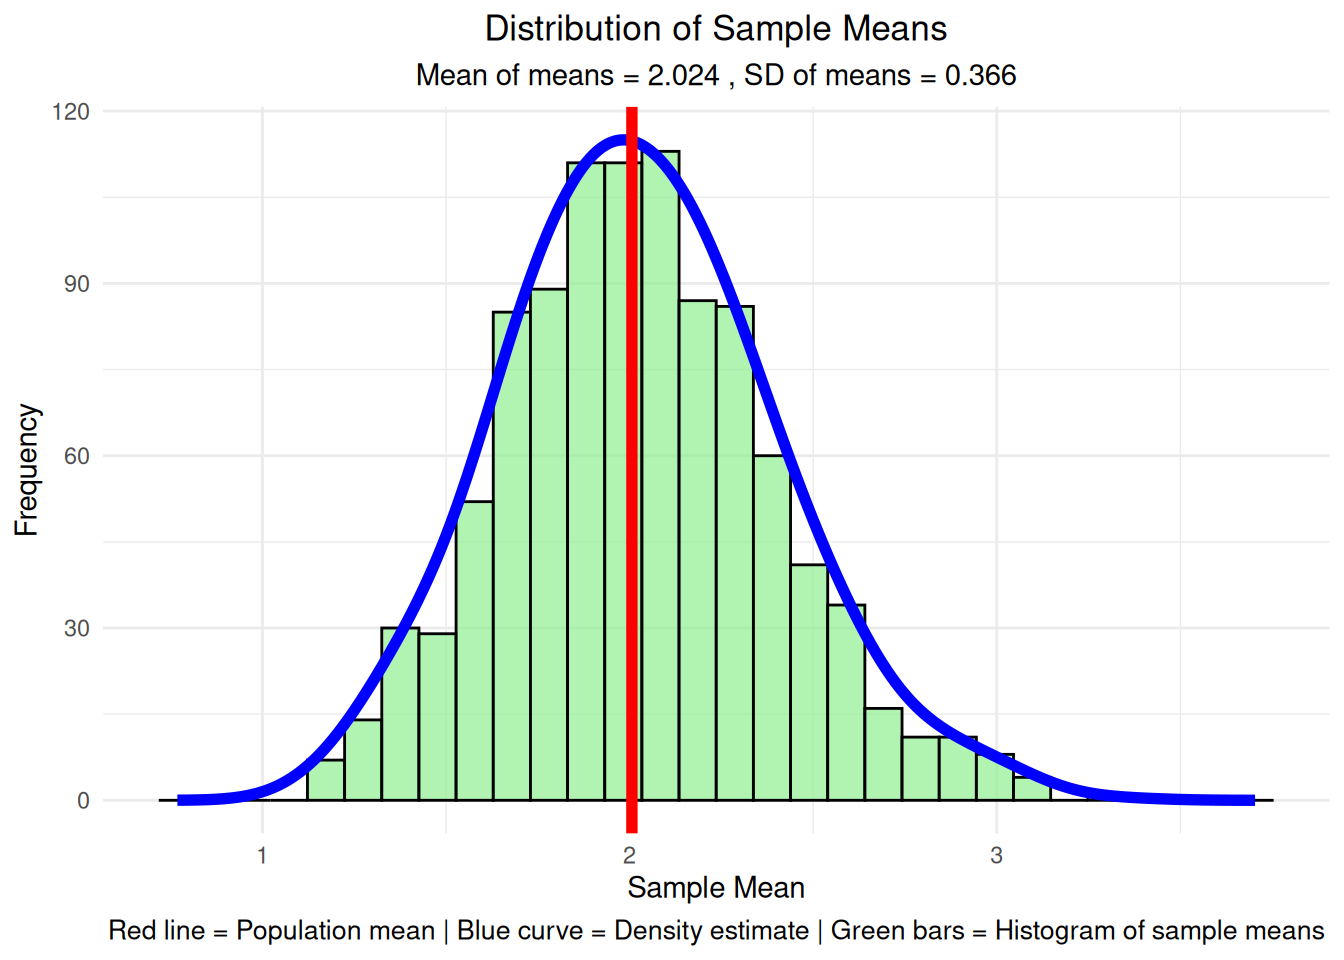 Distribution of Sample Means
Mean of means = 2.024 , SD of means = 0.366
120
90
60
30
0
Frequency
1
2
3
Sample Mean
Red line = Population mean | Blue curve = Density estimate | Green bars = Histogram of sample means